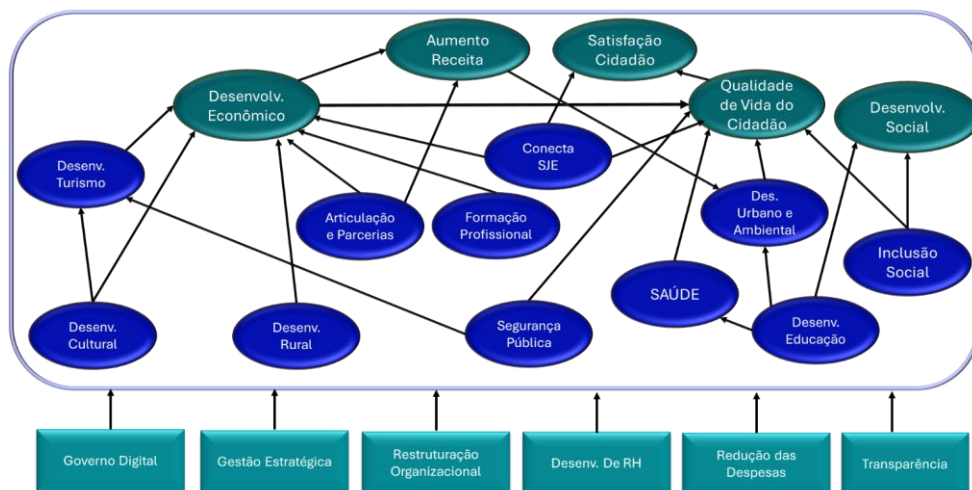 Aumento
Receita
Satisfação
Cidadão
Desenvolv.
Econômico
Qualidade
de Vida do
Cidadão
Desenvolv.
Social
Desenv.
Turismo
Conecta
SJE
Articulação
e Parcerias
Formação
Profissional
Des.
Urbano e
Ambiental
Inclusão
Social
SAÚDE
Desenv.
Cultural
Desenv.
Rural
Segurança
Pública
Desenv.
Educação
Governo Digital
Gestão Estratégica
Restruturação
Organizacional
Desenv. De RH
Redução das
Despesas
Transparência